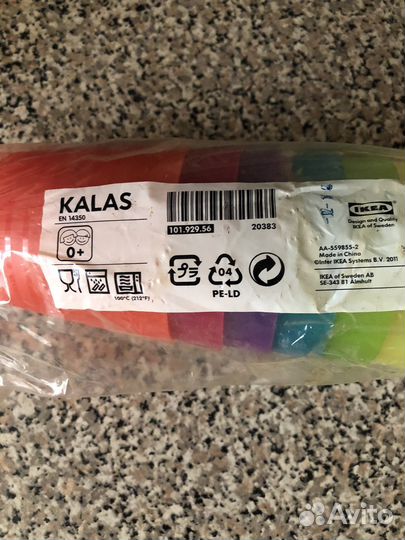 KALAS
EN 14350
101.929.56
20383
0+
100°C (212°F)
プラ
04
PE-LD
IKEA
Design and Quality
IKEA of Sweden
AA-559855-2
Made in China
©Inter IKEA Systems B.V. 2011
IKEA of Sweden AB
SE-343 81 Älmhult
Avito